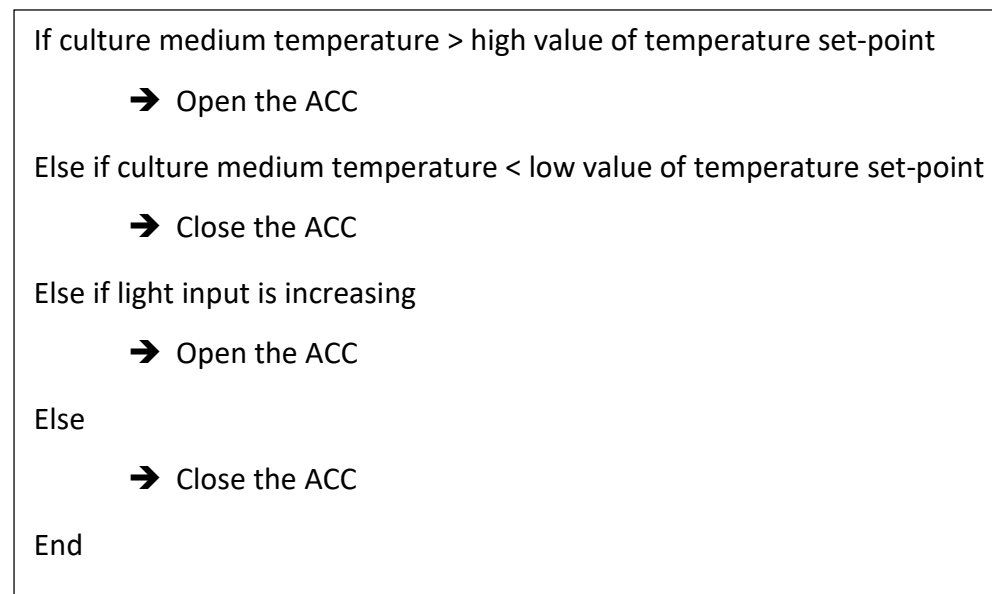 If culture medium temperature > high value of temperature set-point
➔ Open the ACC
Else if culture medium temperature < low value of temperature set-point
➔ Close the ACC
Else if light input is increasing
➔ Open the ACC
Else
➔ Close the ACC
End